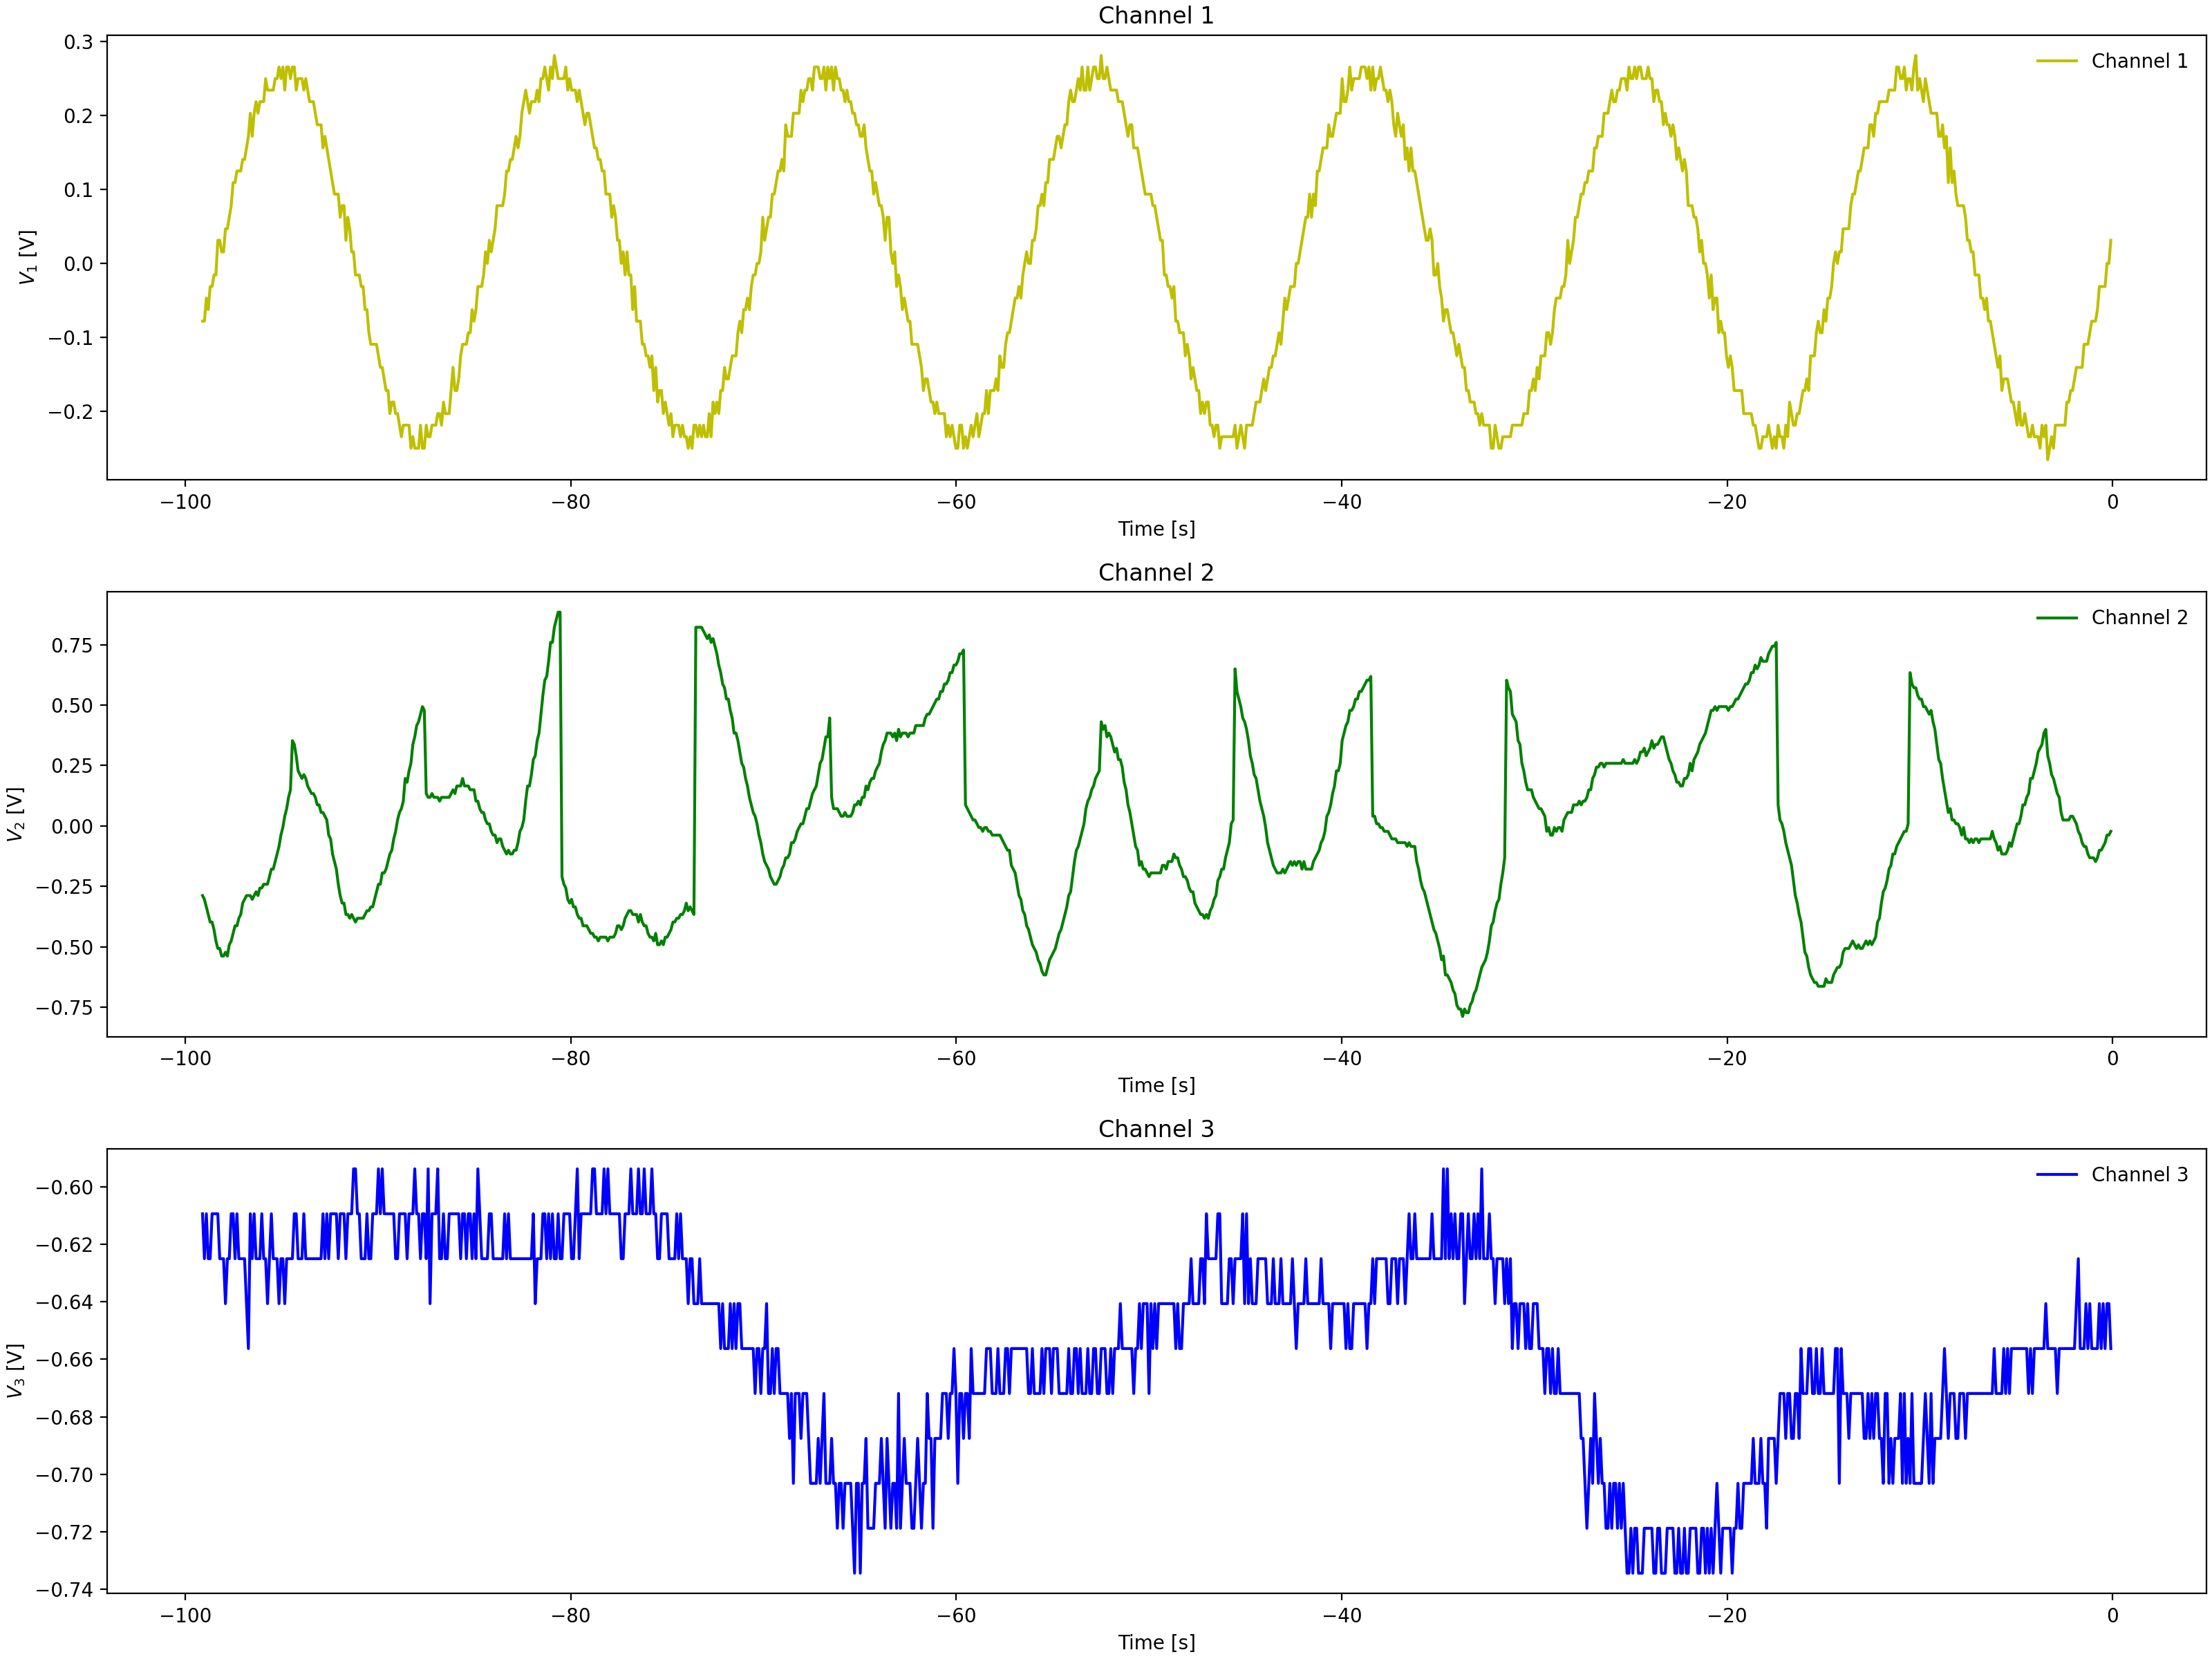 Channel 1
Channel 1
0.3
0.2
0.1
0.0
−0.1
−0.2
V1 [V]
−100 −80 −60 −40 −20 0
Time [s]
Channel 2
Channel 2
0.75
0.50
0.25
0.00
−0.25
−0.50
−0.75
V2 [V]
−100 −80 −60 −40 −20 0
Time [s]
Channel 3
Channel 3
−0.60
−0.62
−0.64
−0.66
−0.68
−0.70
−0.72
−0.74
V3 [V]
−100 −80 −60 −40 −20 0
Time [s]